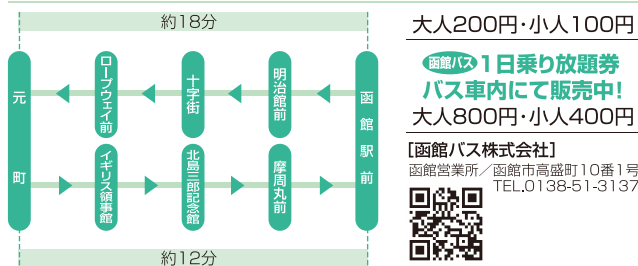 約18分
元町
ロープウェイ前
十字街
明治館前
函館駅前
イギリス領事館
北島三郎記念館
摩周丸前
約12分
大人200円・小人100円
函館バス 1日乗り放題券
バス車内にて販売中!
大人800円・小人400円
[函館バス株式会社]
函館営業所／函館市高盛町10番1号
TEL.0138-51-3137